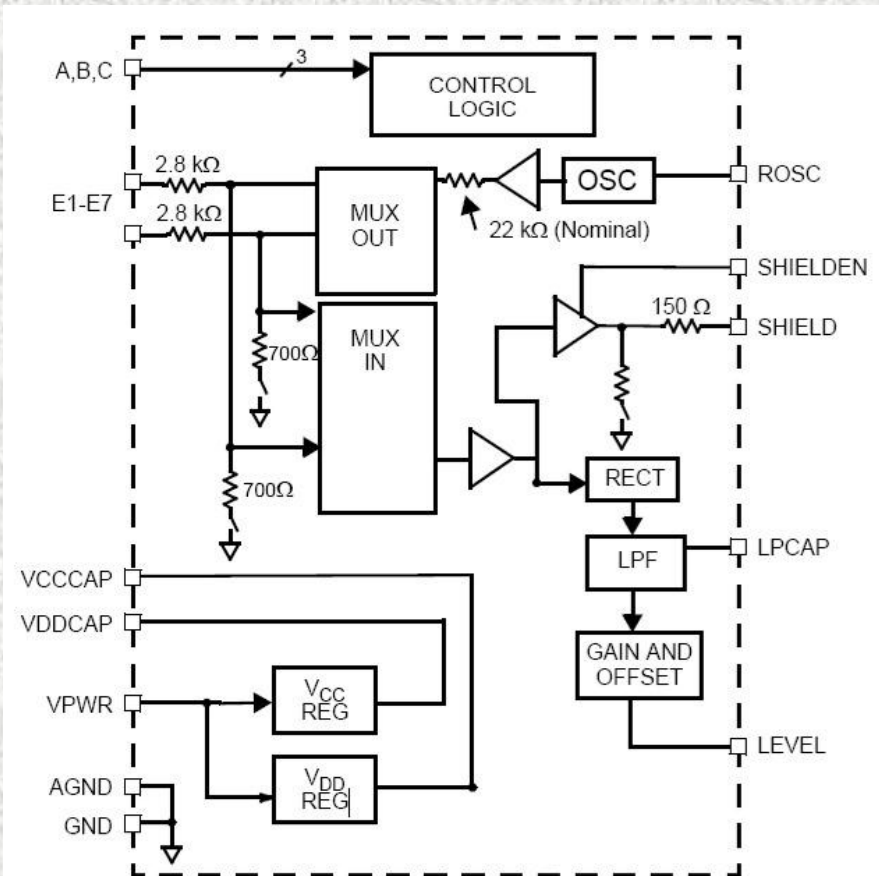 A,B,C
3
CONTROL
LOGIC
2.8 kΩ
E1-E7
2.8 kΩ
MUX
OUT
OSC
ROSC
22 kΩ (Nominal)
SHIELDEN
150 Ω
SHIELD
MUX
IN
700Ω
700Ω
RECT
LPF
LPCAP
GAIN AND
OFFSET
LEVEL
VCCCAP
VDDCAP
VPWR
VCC
REG
VDD
REG
AGND
GND